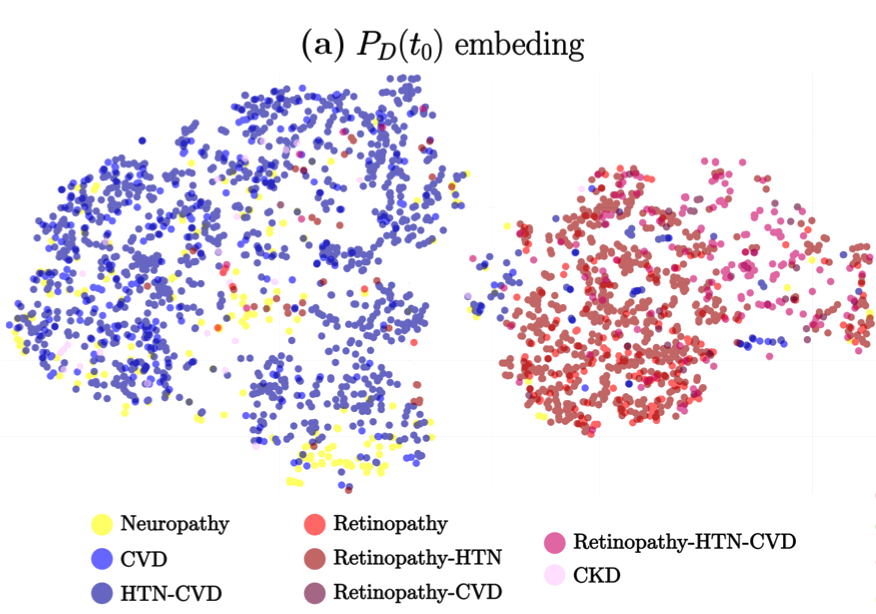 (a) P_D(t_0) embeding
Neuropathy
CVD
HTN-CVD
Retinopathy
Retinopathy-HTN
Retinopathy-CVD
Retinopathy-HTN-CVD
CKD